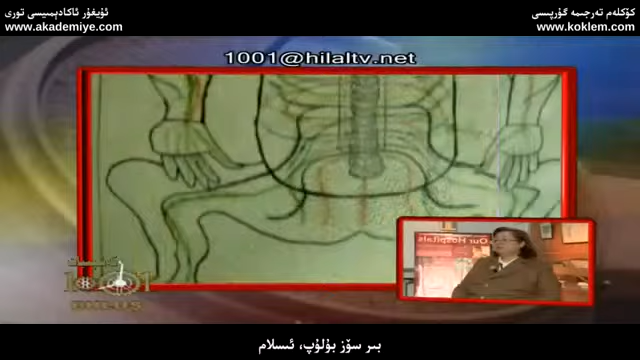 ئۇيغۇر ئاكادېمىيىسى تورى
www.akademiye.com
كۆكلەم تەرجىمە گۇرۇپپىسى
www.koklem.com
1001@hilaltv.net
Our Hospitals
1001
بىر سۆز بۇلۇپ، ئىسلام